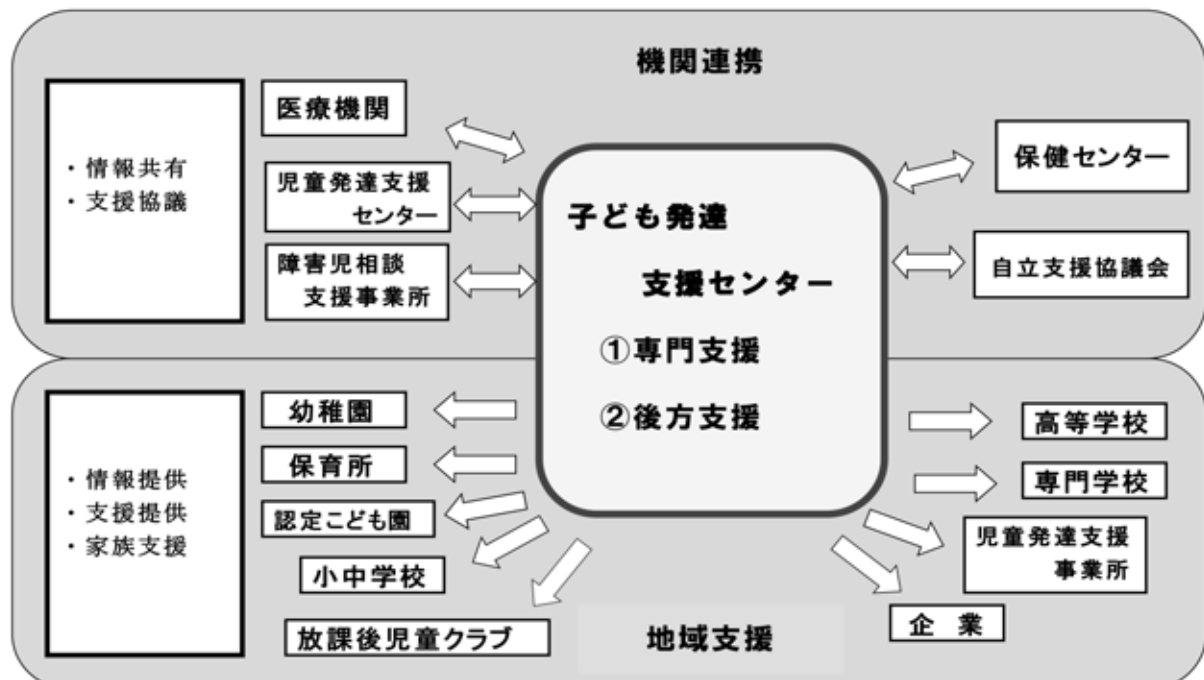 機関連携
・情報共有
・支援協議
医療機関
児童発達支援
センター
障害児相談
支援事業所
子ども発達
支援センター
①専門支援
②後方支援
保健センター
自立支援協議会
・情報提供
・支援提供
・家族支援
幼稚園
保育所
認定こども園
小中学校
放課後児童クラブ
地域支援
高等学校
専門学校
児童発達支援
事業所
企　業